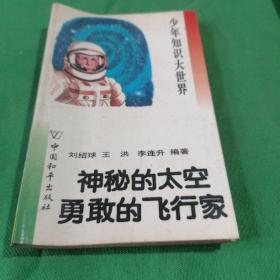 少年知识大世界
刘绍球 王 洪 李连升 编著
神秘的太空
勇敢的飞行家
中国和平出版社